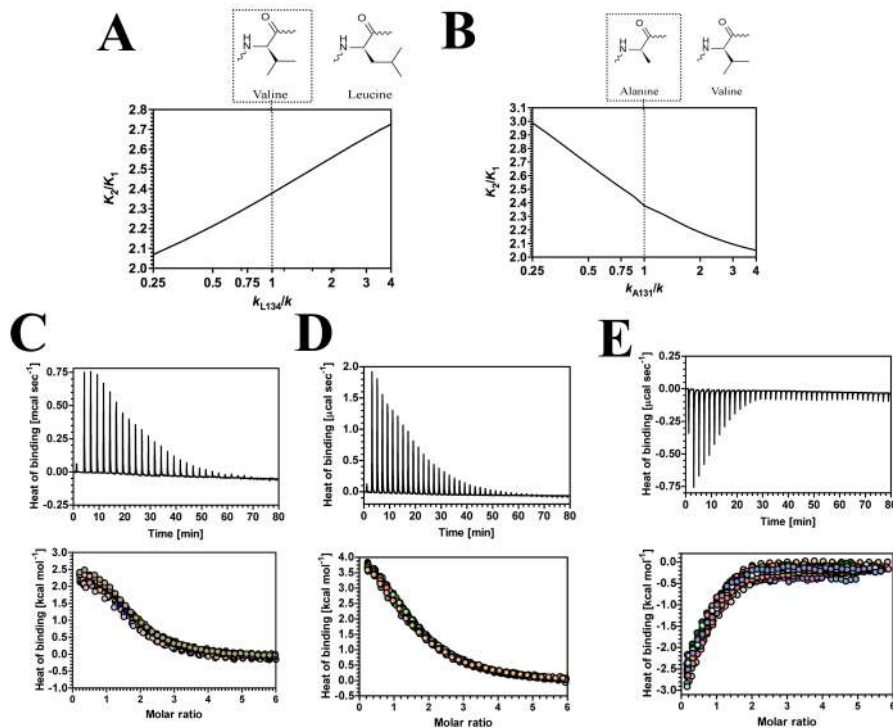 A
O
H
N
Valine
O
H
N
Leucine
B
O
H
N
Alanine
O
H
N
Valine
K2/K1
2.8
2.7
2.6
2.5
2.4
2.3
2.2
2.1
2.0
0.25 0.5 0.75 1 2 3 4
kL134/k
K2/K1
3.1
3.0
2.9
2.8
2.7
2.6
2.5
2.4
2.3
2.2
2.1
2.0
0.25 0.5 0.75 1 2 3 4
kA131/k
C
Heat of binding [mcal sec⁻¹]
0.75
0.50
0.25
0.00
-0.25
0 10 20 30 40 50 60 70 80
Time [min]
Heat of binding [kcal mol⁻¹]
3.0
2.5
2.0
1.5
1.0
0.5
0.0
-0.5
-1.0
0 1 2 3 4 5 6
Molar ratio
D
Heat of binding [µcal sec⁻¹]
2.0
1.5
1.0
0.5
0.0
0 10 20 30 40 50 60 70 80
Time [min]
Heat of binding [kcal mol⁻¹]
4.0
3.5
3.0
2.5
2.0
1.5
1.0
0.5
0.0
-0.5
0 1 2 3 4 5 6
Molar ratio
E
Heat of binding [µcal sec⁻¹]
0.25
0.00
-0.25
-0.50
-0.75
0 10 20 30 40 50 60 70 80
Time [min]
Heat of binding [kcal mol⁻¹]
0.0
-0.5
-1.0
-1.5
-2.0
-2.5
-3.0
0 1 2 3 4 5 6
Molar ratio